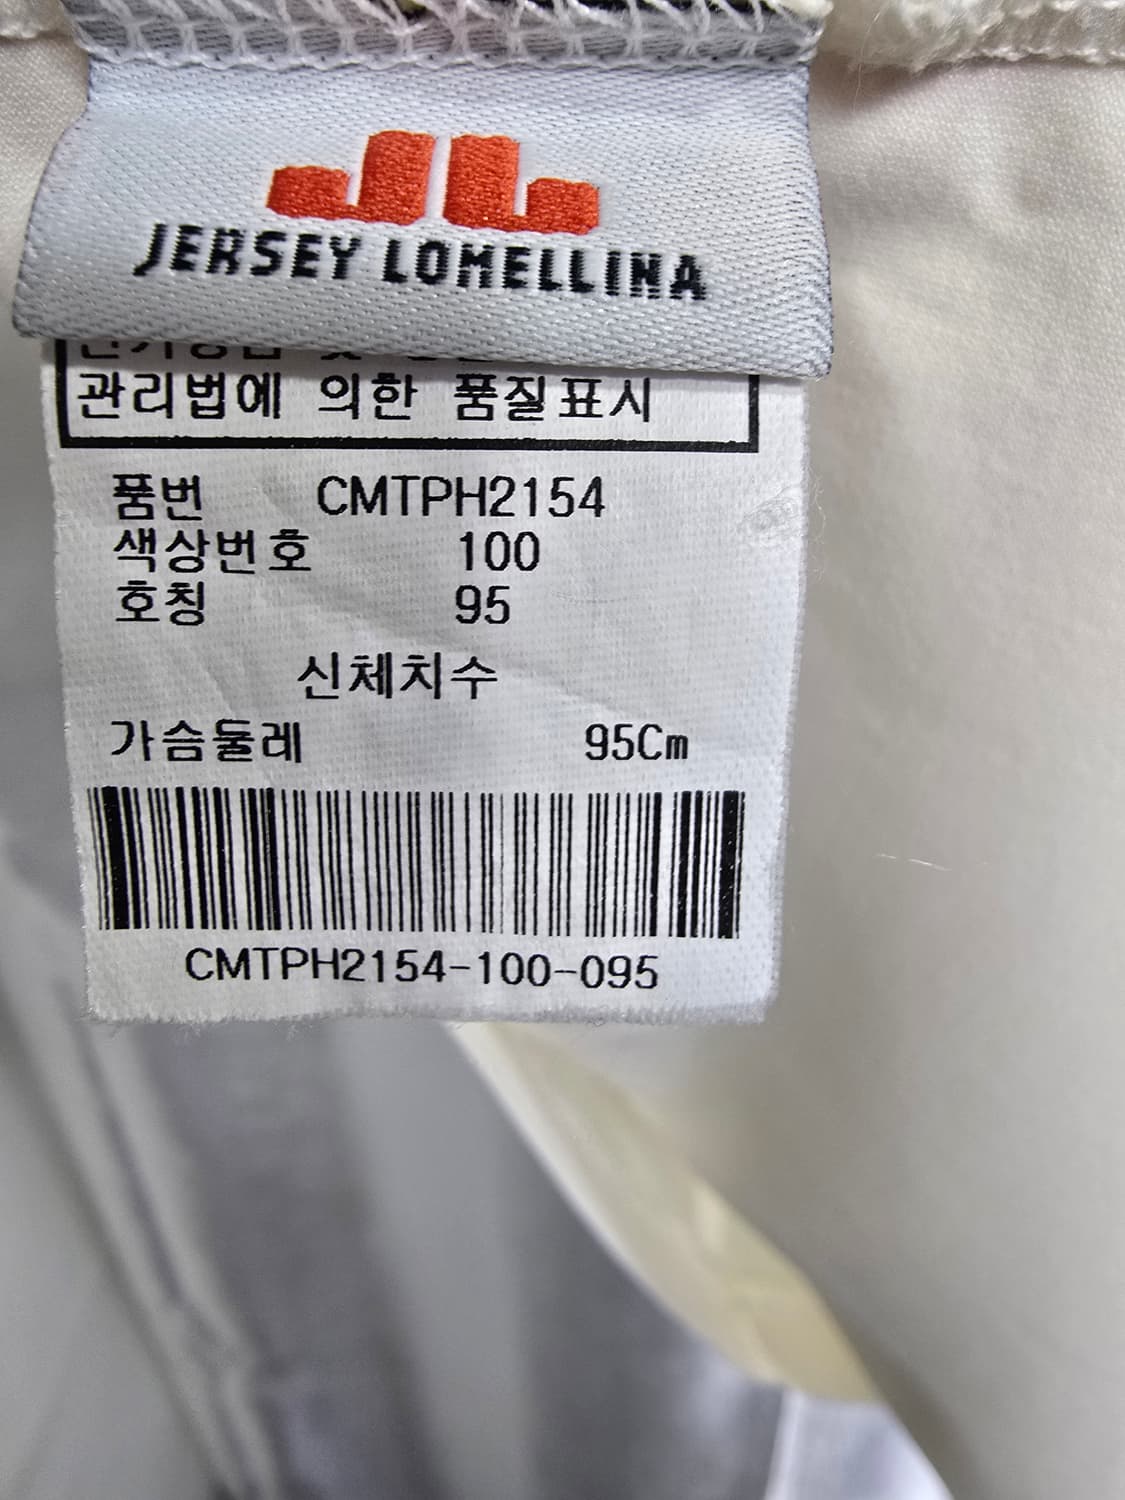 JERSEY LOMELLINA
관리법에 의한 품질표시
품번 CMTPH2154
색상번호 100
호칭 95
신체치수
가슴둘레 95Cm
CMTPH2154-100-095